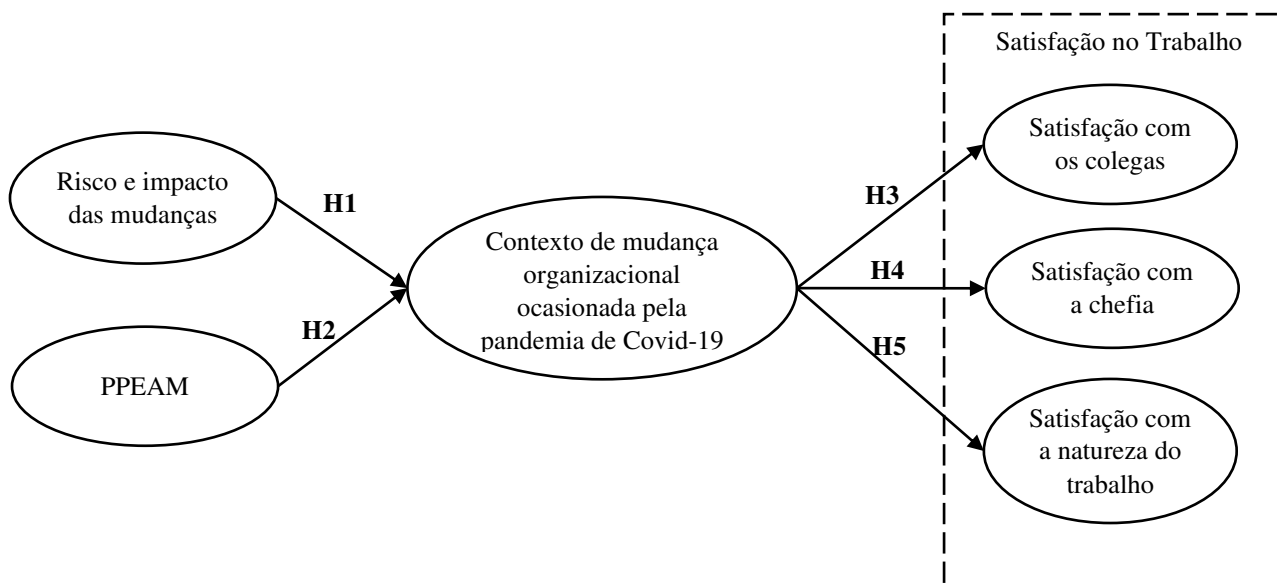 Satisfação no Trabalho
Risco e impacto
das mudanças
PPEAM
H1
H2
Contexto de mudança
organizacional
ocasionada pela
pandemia de Covid-19
H3
H4
H5
Satisfação com
os colegas
Satisfação com
a chefia
Satisfação com
a natureza do
trabalho